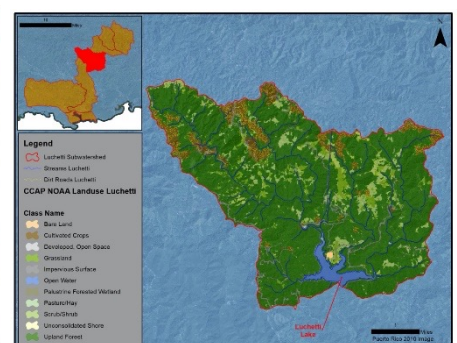 Miles
N
Legend
Luchetti Subwatershed
Streams Luchetti
Dirt Roads Luchetti
CCAP NOAA Landuse Luchetti
Class Name
Bare Land
Cultivated Crops
Developed, Open Space
Grassland
Impervious Surface
Open Water
Palustrine Forested Wetland
Pasture/Hay
Scrub/Shrub
Unconsolidated Shore
Upland Forest
Luchetti
Lake
Miles
Puerto Rico 2010 Image